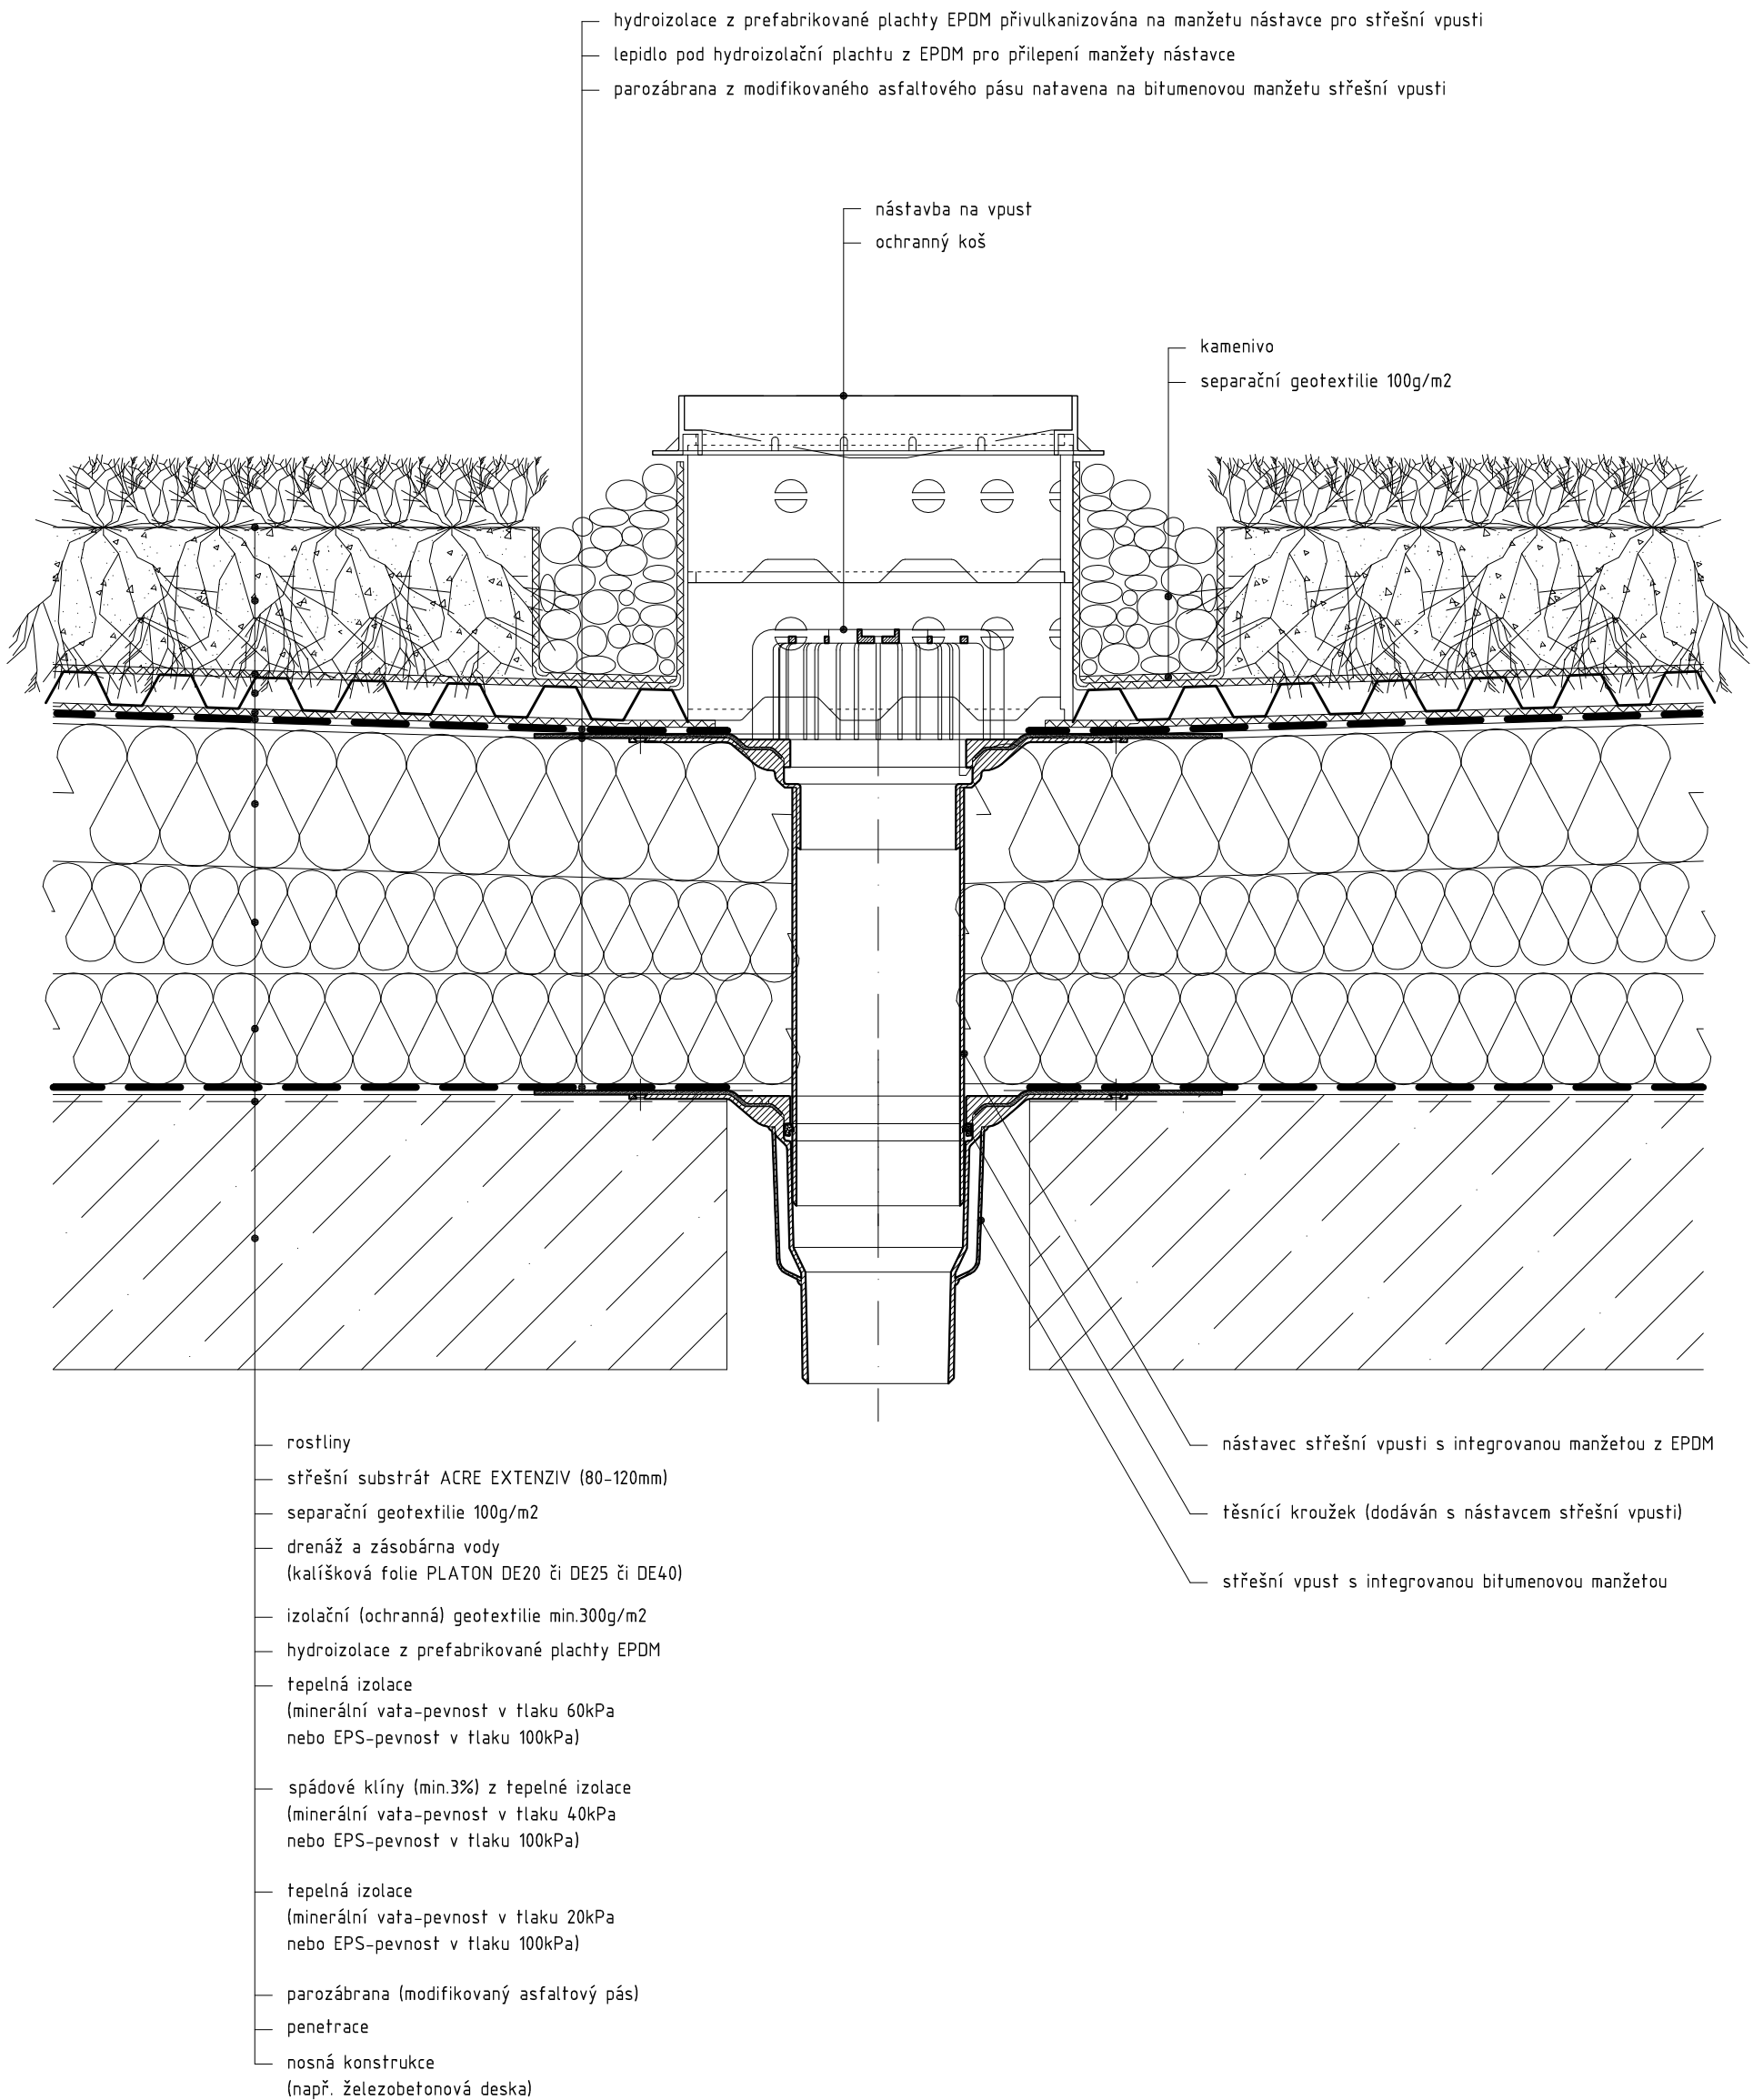 hydroizolace z prefabrikované plachty EPDM přivulkanizována na manžetu nástavce pro střešní vpusti
lepidlo pod hydroizolační plachtu z EPDM pro přilepení manžety nástavce
parozábrana z modifikovaného asfaltového pásu natavena na bitumenovou manžetu střešní vpusti
nástavba na vpust
ochranný koš
kamenivo
separační geotextilie 100g/m2
rostliny
střešní substrát ACRE EXTENZIV (80-120mm)
separační geotextilie 100g/m2
drenáž a zásobárna vody
(kalíšková folie PLATON DE20 či DE25 či DE40)
izolační (ochranná) geotextilie min.300g/m2
hydroizolace z prefabrikované plachty EPDM
tepelná izolace
(minerální vata-pevnost v tlaku 60kPa
nebo EPS-pevnost v tlaku 100kPa)
spádové klíny (min.3%) z tepelné izolace
(minerální vata-pevnost v tlaku 40kPa
nebo EPS-pevnost v tlaku 100kPa)
tepelná izolace
(minerální vata-pevnost v tlaku 20kPa
nebo EPS-pevnost v tlaku 100kPa)
parozábrana (modifikovaný asfaltový pás)
penetrace
nosná konstrukce
(např. železobetonová deska)
nástavec střešní vpusti s integrovanou manžetou z EPDM
těsnící kroužek (dodáván s nástavcem střešní vpusti)
střešní vpust s integrovanou bitumenovou manžetou